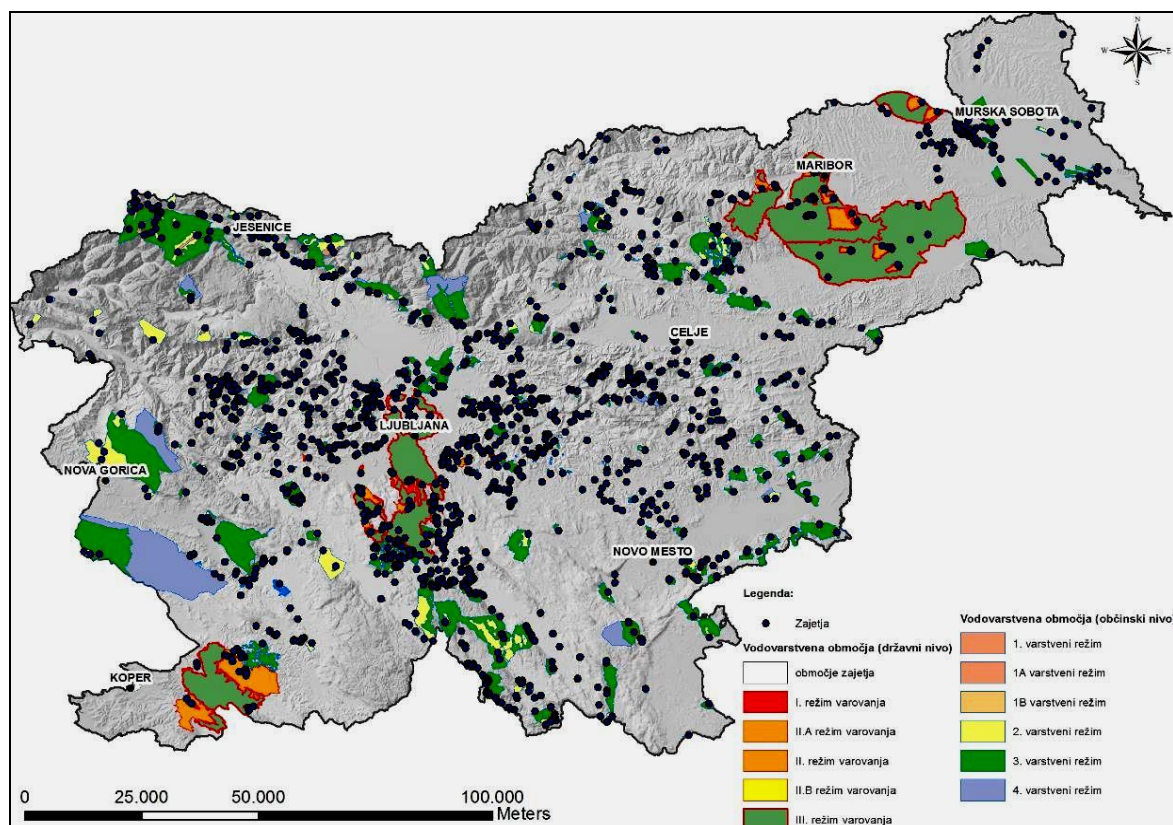 N
W E
S
MURSKA SOBOTA
MARIBOR
JESENICE
CELJE
LJUBLJANA
NOVA GORICA
NOVO MESTO
KOPER
Legenda:
Zajetja
Vodovarstvena območja (državni nivo)
območje zajetja
I. režim varovanja
II.A režim varovanja
II. režim varovanja
II.B režim varovanja
III. režim varovanja
Vodovarstvena območja (občinski nivo
1. varstveni režim
1A varstveni režim
1B varstveni režim
2. varstveni režim
3. varstveni režim
4. varstveni režim
0 25.000 50.000 100.000
Meters